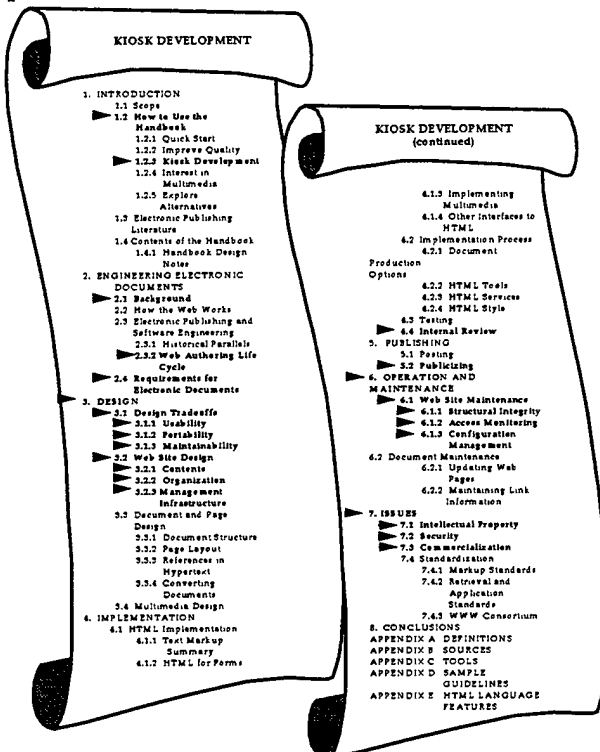 KIOSK DEVELOPMENT
1. INTRODUCTION
1.1 Scope
1.2 How to Use the
Handbook
1.2.1 Quick Start
1.2.2 Improve Quality
1.2.3 Kiosk Development
1.2.4 Interest in
Multimedia
1.2.5 Explore
Alternatives
1.3 Electronic Publishing
Literature
1.4 Contents of the Handbook
1.4.1 Handbook Design
Notes
2. ENGINEERING ELECTRONIC
DOCUMENTS
2.1 Background
2.2 How the Web Works
2.3 Electronic Publishing and
Software Engineering
2.3.1 Historical Parallels
2.3.2 Web Authoring Life
Cycle
2.4 Requirements for
Electronic Documents
3. DESIGN
3.1 Design Tradeoffs
3.1.1 Usability
3.1.2 Portability
3.1.3 Maintainability
3.2 Web Site Design
3.2.1 Contents
3.2.2 Organization
3.2.3 Management
Infrastructure
3.3 Document and Page
Design
3.3.1 Document Structure
3.3.2 Page Layout
3.3.3 References in
Hypertext
3.3.4 Converting
Documents
3.4 Multimedia Design
4. IMPLEMENTATION
4.1 HTML Implementation
4.1.1 Text Markup
Summary
4.1.2 HTML for Forms
KIOSK DEVELOPMENT
(continued)
4.1.3 Implementing
Multimedia
4.1.4 Other Interfaces to
HTML
4.2 Implementation Process
4.2.1 Document
Production
Options
4.2.2 HTML Tools
4.2.3 HTML Services
4.2.4 HTML Style
4.3 Testing
4.4 Internal Review
5. PUBLISHING
5.1 Posting
5.2 Publicizing
6. OPERATION AND
MAINTENANCE
6.1 Web Site Maintenance
6.1.1 Structural Integrity
6.1.2 Access Monitoring
6.1.3 Configuration
Management
6.2 Document Maintenance
6.2.1 Updating Web
Pages
6.2.2 Maintaining Link
Information
7. ISSUES
7.1 Intellectual Property
7.2 Security
7.3 Commercialization
7.4 Standardization
7.4.1 Markup Standards
7.4.2 Retrieval and
Application
Standards
7.4.3 WWW Consortium
8. CONCLUSIONS
APPENDIX A DEFINITIONS
APPENDIX B SOURCES
APPENDIX C TOOLS
APPENDIX D SAMPLE
GUIDELINES
APPENDIX E HTML LANGUAGE
FEATURES